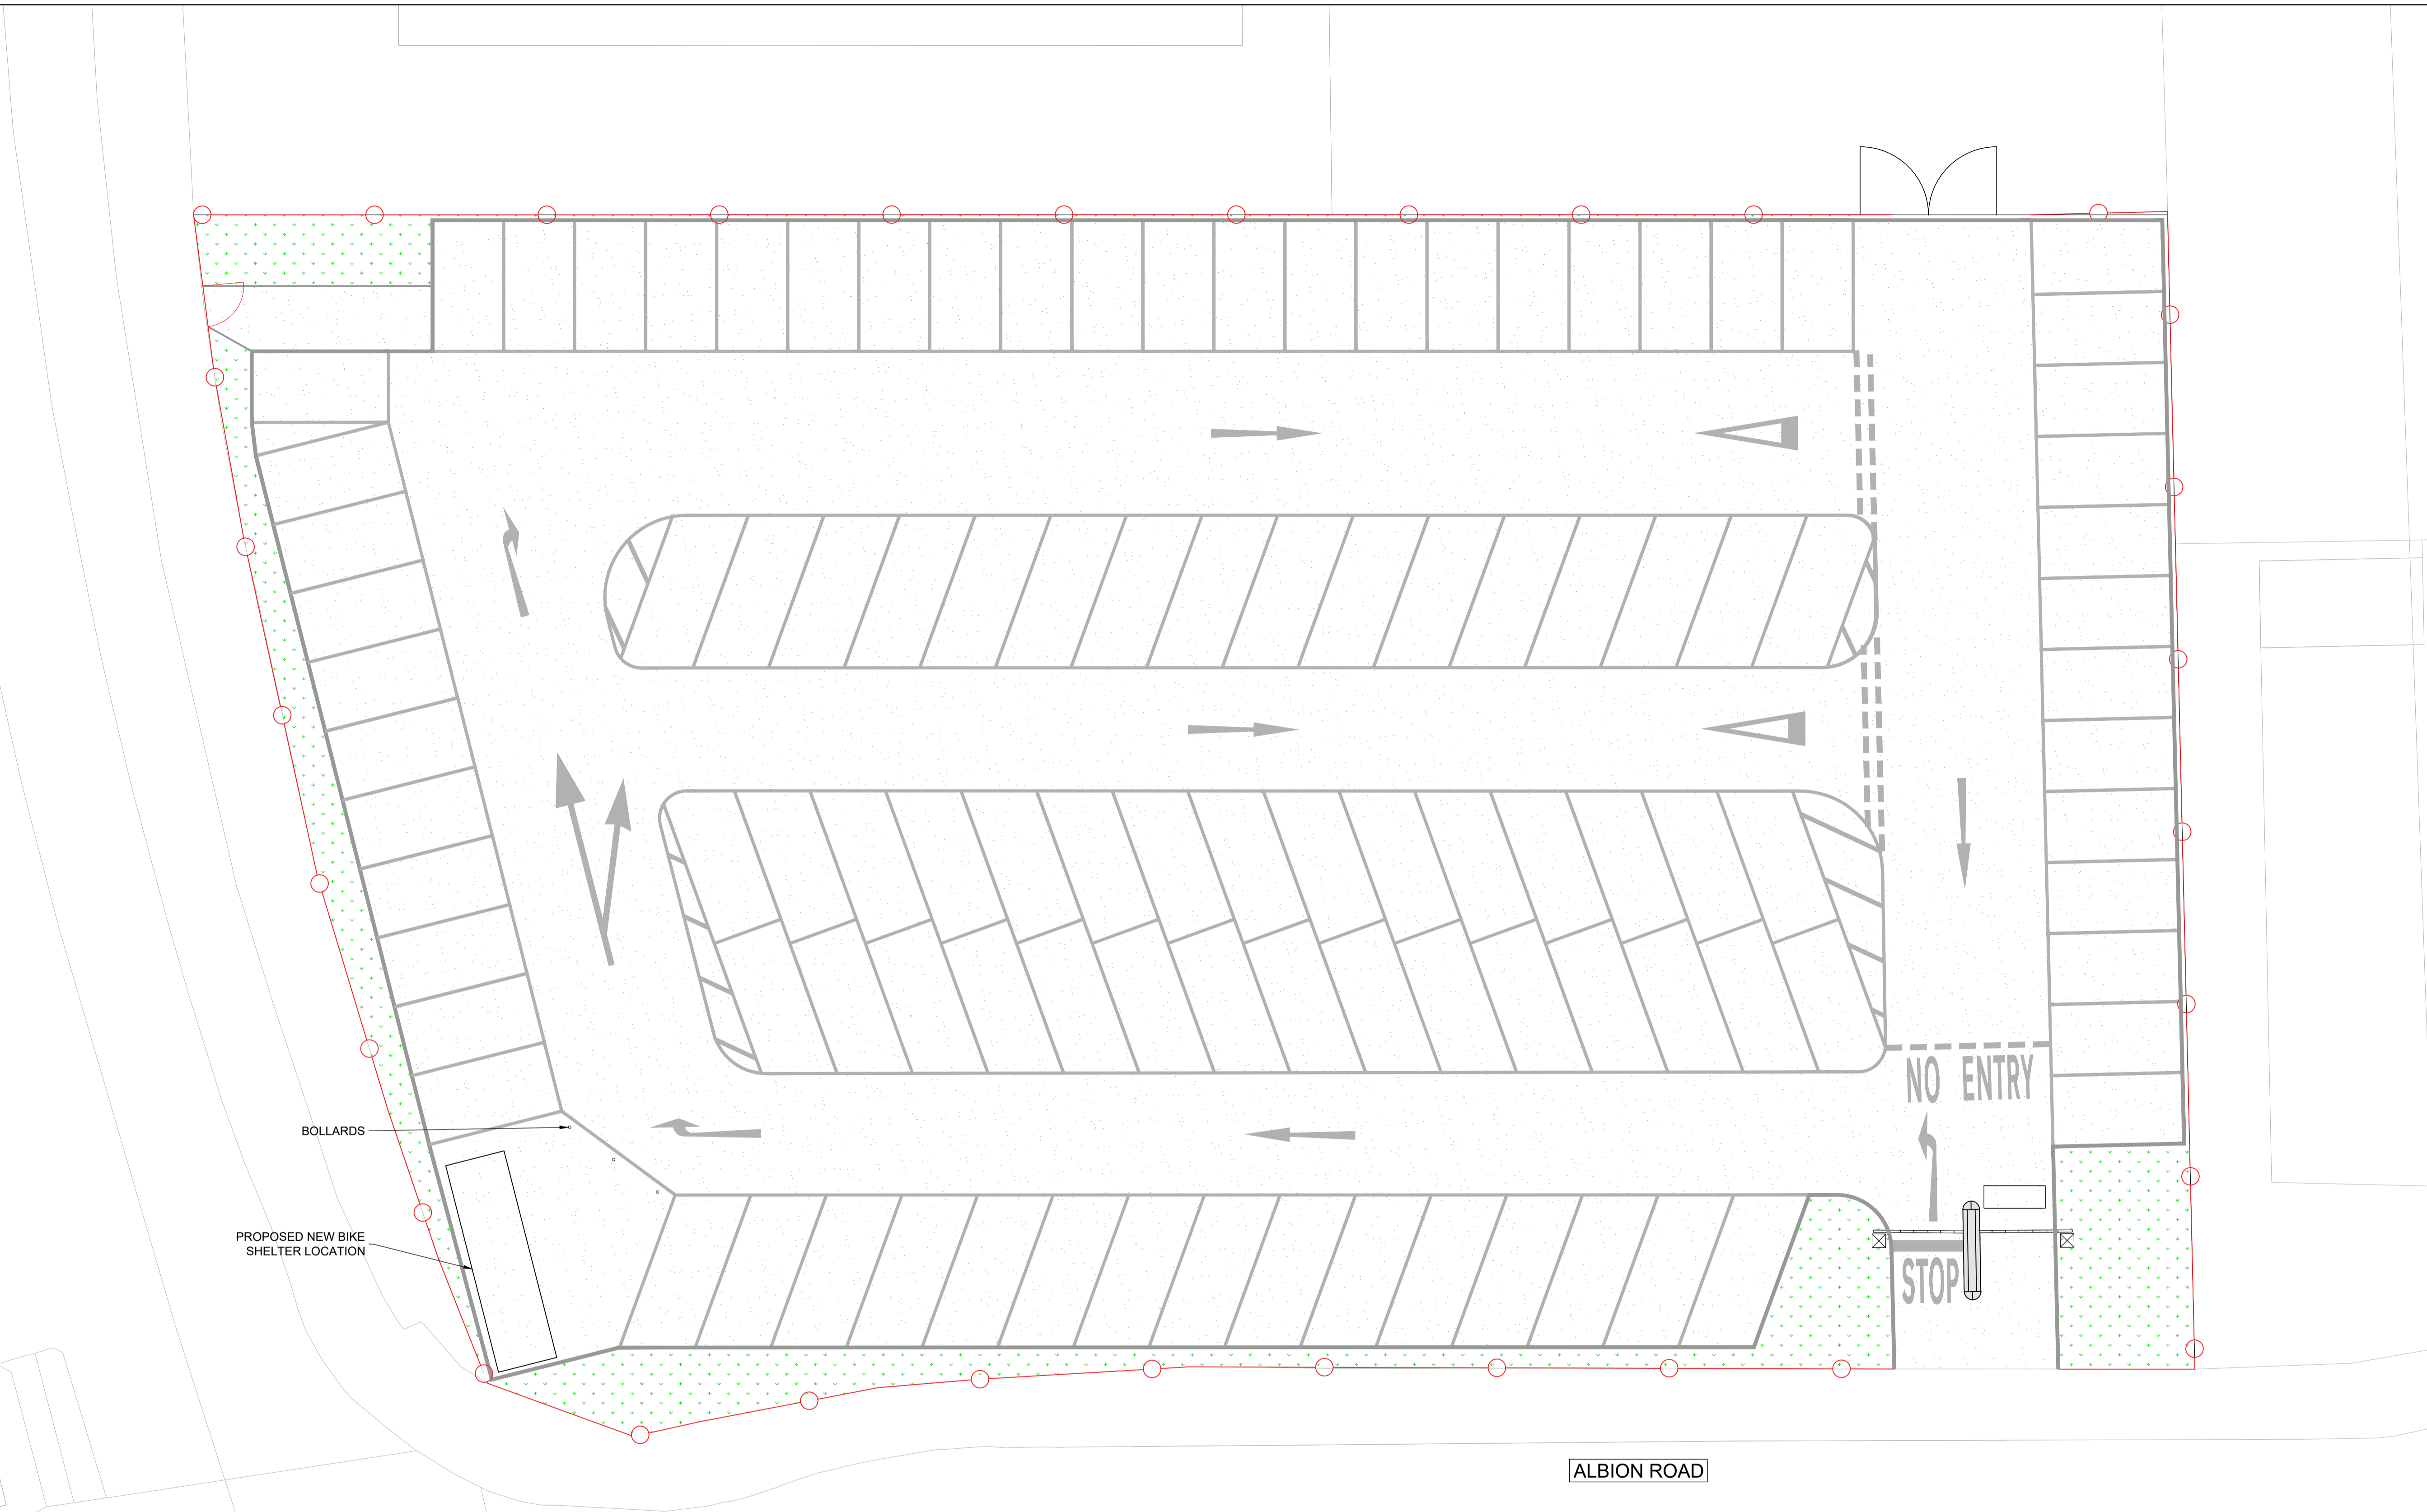 NO ENTRY
BOLLARDS
PROPOSED NEW BIKE
SHELTER LOCATION
STOP
ALBION ROAD